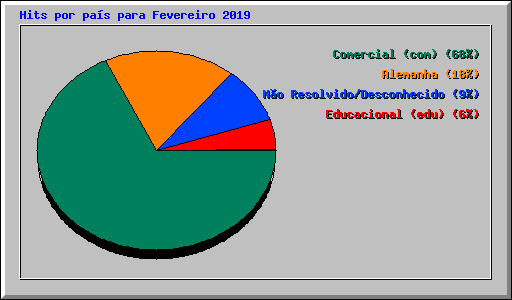 Hits por país para Fevereiro 2019
Comercial (com) (68%)
Alemanha (18%)
Não Resolvido/Desconhecido (9%)
Educacional (edu) (6%)